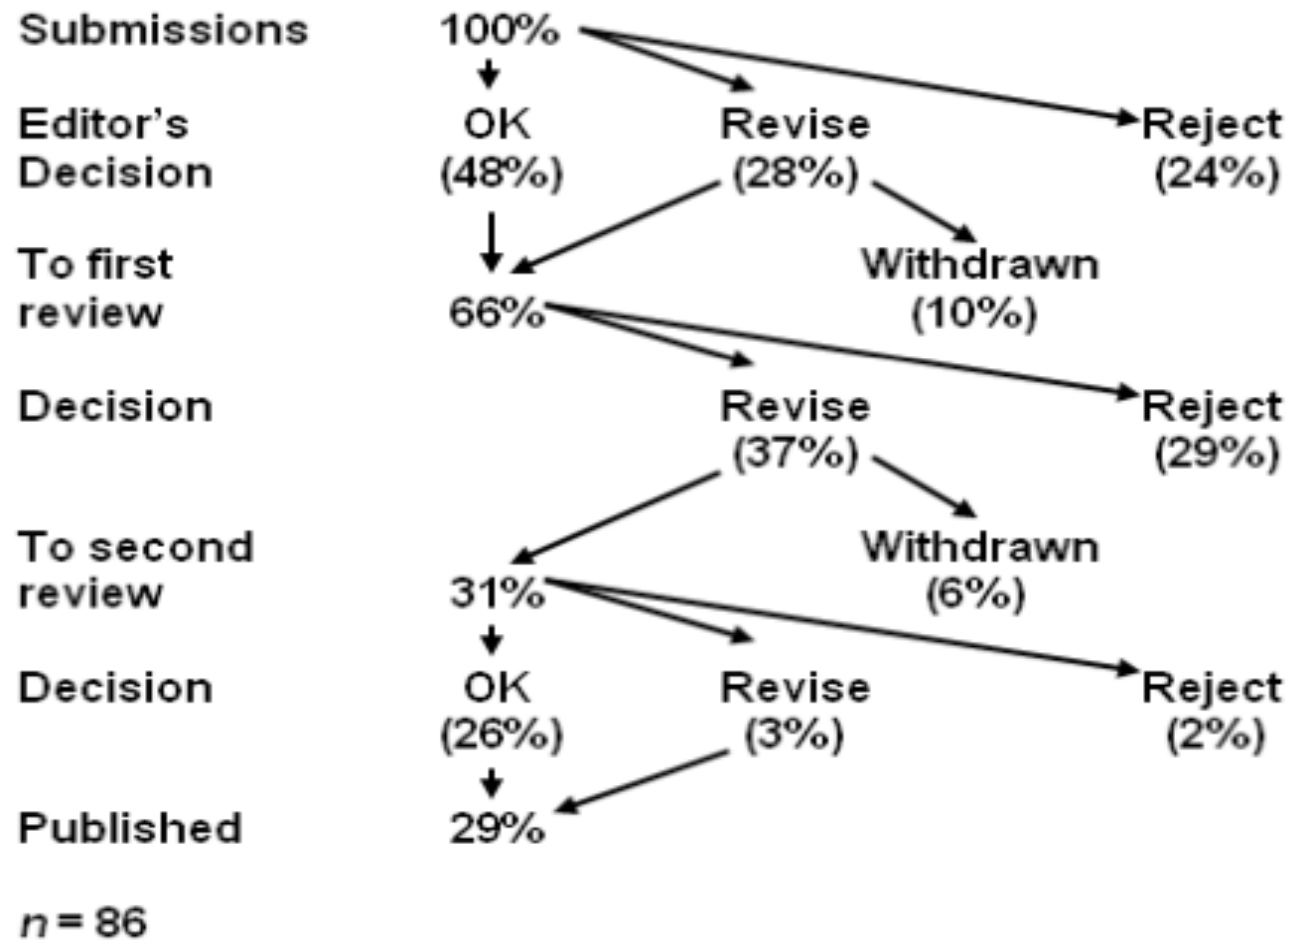 Submissions 100%
Editor's OK Revise Reject
Decision (48%) (28%) (24%)
To first Withdrawn
review 66% (10%)
Decision Revise Reject
(37%) (29%)
To second Withdrawn
review 31% (6%)
Decision OK Revise Reject
(26%) (3%) (2%)
Published 29%
n = 86